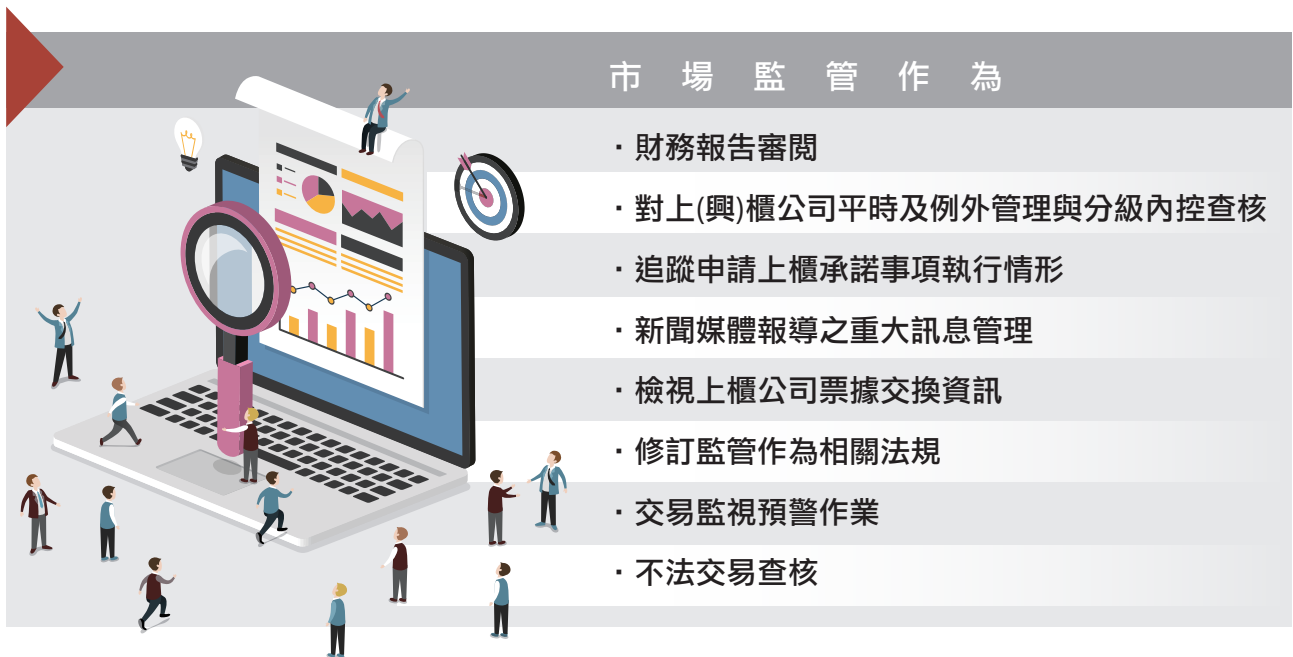 市場監管作為
・財務報告審閱
・對上(興)櫃公司平時及例外管理與分級內控查核
・追蹤申請上櫃承諾事項執行情形
・新聞媒體報導之重大訊息管理
・檢視上櫃公司票據交換資訊
・修訂監管作為相關法規
・交易監視預警作業
・不法交易查核